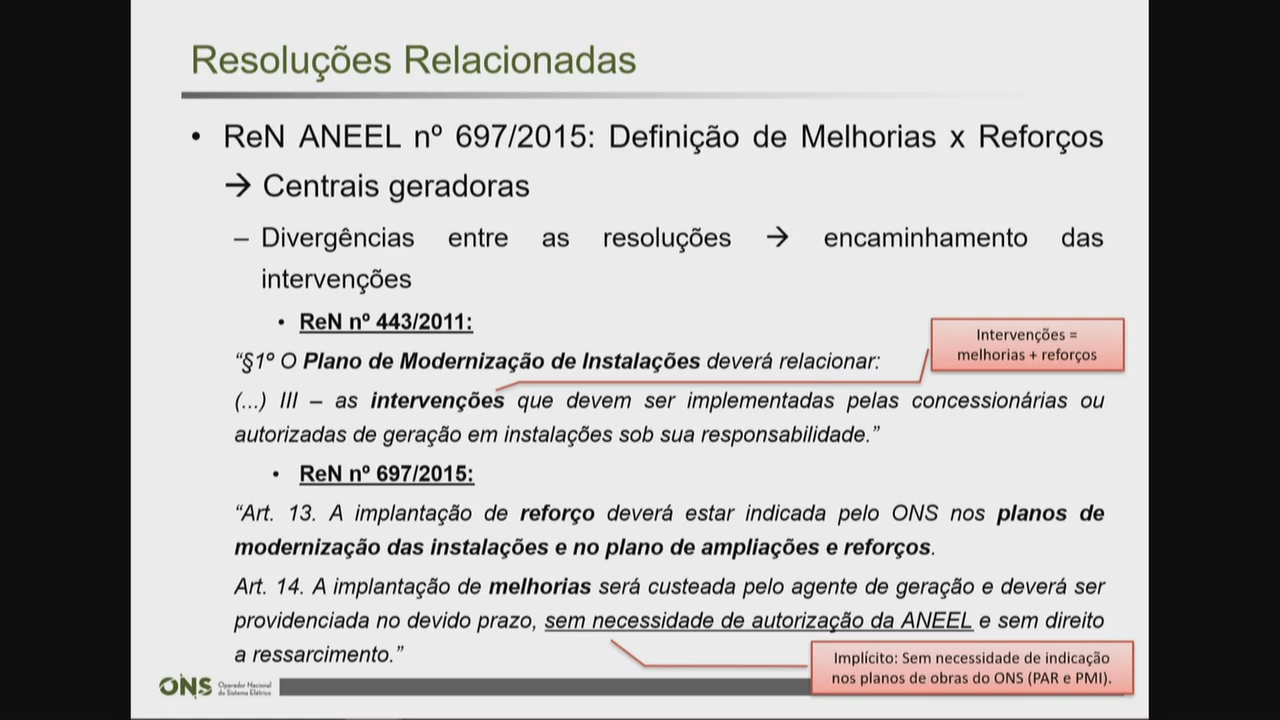 Resoluções Relacionadas
• ReN ANEEL nº 697/2015: Definição de Melhorias x Reforços
→ Centrais geradoras
– Divergências entre as resoluções → encaminhamento das
intervenções
• ReN nº 443/2011:
Intervenções =
melhorias + reforços
“§1º O Plano de Modernização de Instalações deverá relacionar:
(...) III – as intervenções que devem ser implementadas pelas concessionárias ou
autorizadas de geração em instalações sob sua responsabilidade.”
• ReN nº 697/2015:
“Art. 13. A implantação de reforço deverá estar indicada pelo ONS nos planos de
modernização das instalações e no plano de ampliações e reforços.
Art. 14. A implantação de melhorias será custeada pelo agente de geração e deverá ser
providenciada no devido prazo, sem necessidade de autorização da ANEEL e sem direito
a ressarcimento.”
Implícito: Sem necessidade de indicação
nos planos de obras do ONS (PAR e PMI).
ONS
Operador Nacional
do Sistema Elétrico